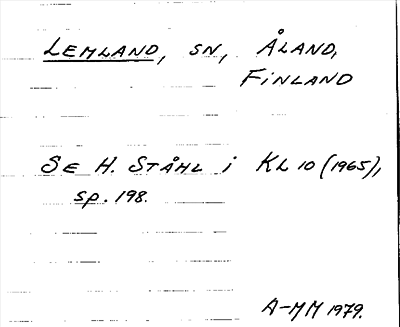 LEMLAND, SN, ÅLAND,
FINLAND
SE H. STÅHL i KL 10 (1965),
sp. 198.
A-MM 1979.